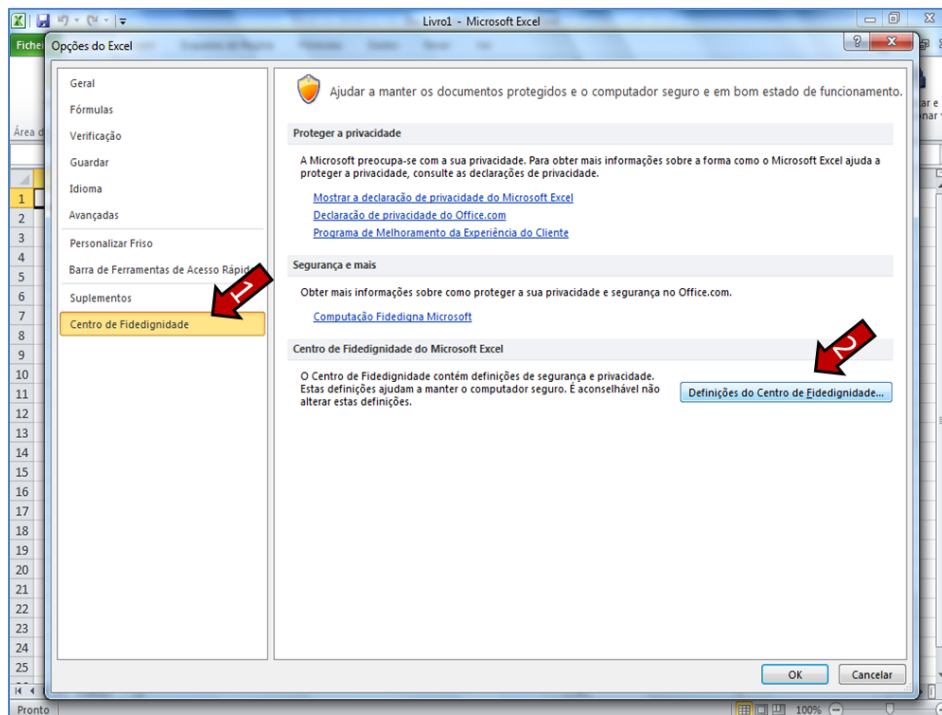 Livro1 - Microsoft Excel
Fiche
Opções do Excel
Geral
Fórmulas
Verificação
Guardar
Idioma
Avançadas
Personalizar Friso
Barra de Ferramentas de Acesso Rápid
Suplementos
Centro de Fidedignidade
1
Ajudar a manter os documentos protegidos e o computador seguro e em bom estado de funcionamento.
Proteger a privacidade
A Microsoft preocupa-se com a sua privacidade. Para obter mais informações sobre a forma como o Microsoft Excel ajuda a
proteger a privacidade, consulte as declarações de privacidade.
Mostrar a declaração de privacidade do Microsoft Excel
Declaração de privacidade do Office.com
Programa de Melhoramento da Experiência do Cliente
Segurança e mais
Obter mais informações sobre como proteger a sua privacidade e segurança no Office.com.
Computação Fidedigna Microsoft
Centro de Fidedignidade do Microsoft Excel
2
O Centro de Fidedignidade contém definições de segurança e privacidade.
Estas definições ajudam a manter o computador seguro. É aconselhável não
alterar estas definições.
Definições do Centro de Fidedignidade...
OK
Cancelar
Área d
ar e
nar
1
2
3
4
5
6
7
8
9
10
11
12
13
14
15
16
17
18
19
20
21
22
23
24
25
Pronto
100%